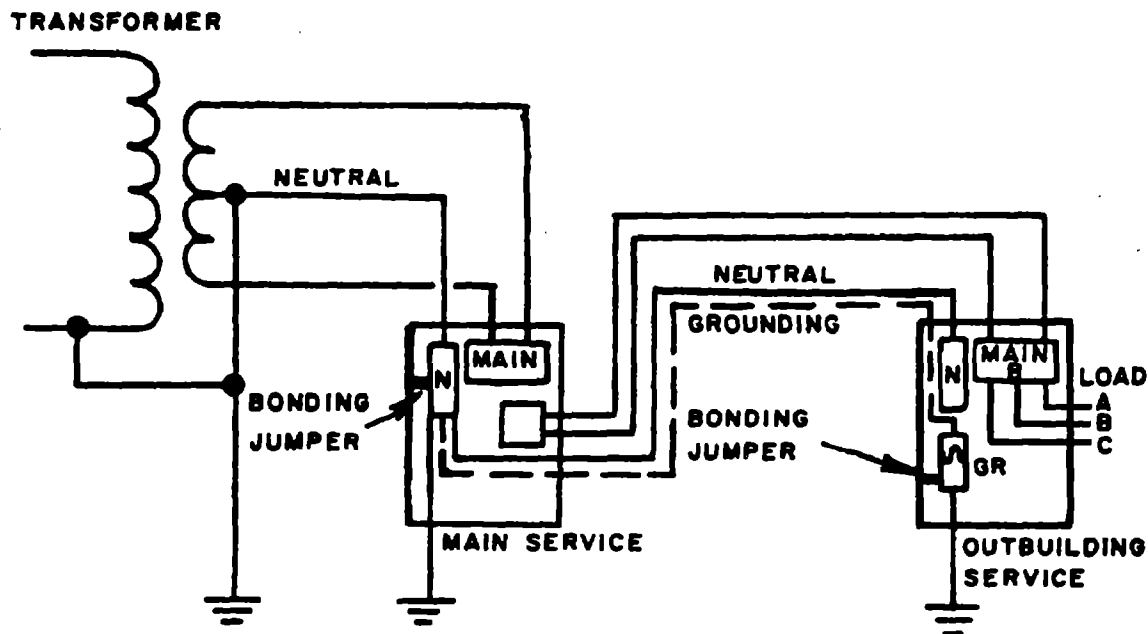 TRANSFORMER
NEUTRAL
NEUTRAL
GROUNDING
MAIN
N
MAIN
B
N
LOAD
A
B
C
BONDING
JUMPER
BONDING
JUMPER
GR
MAIN SERVICE
OUTBUILDING
SERVICE